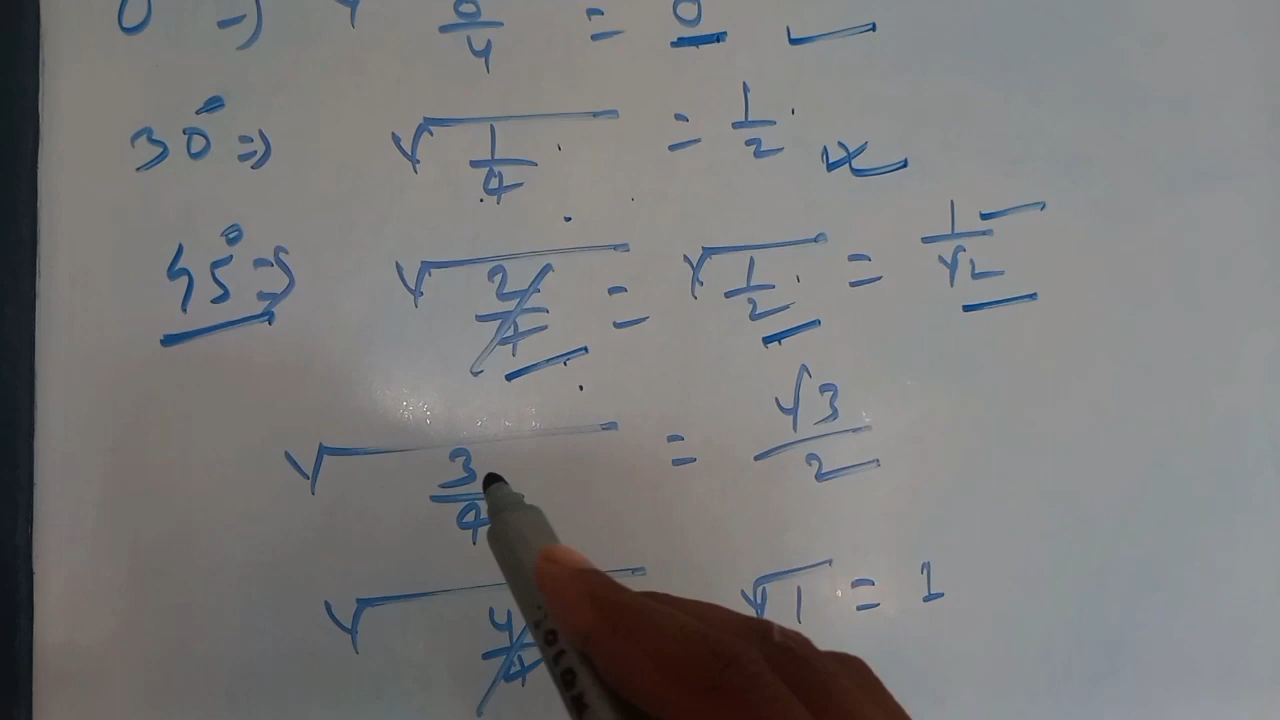 0 => √ 0/4 = 0
30° => √ 1/4 = 1/2
45° => √ 2/4 = √ 1/2 = 1/√2
√ 3/4 = √3/2
√ 4/4 √1 = 1